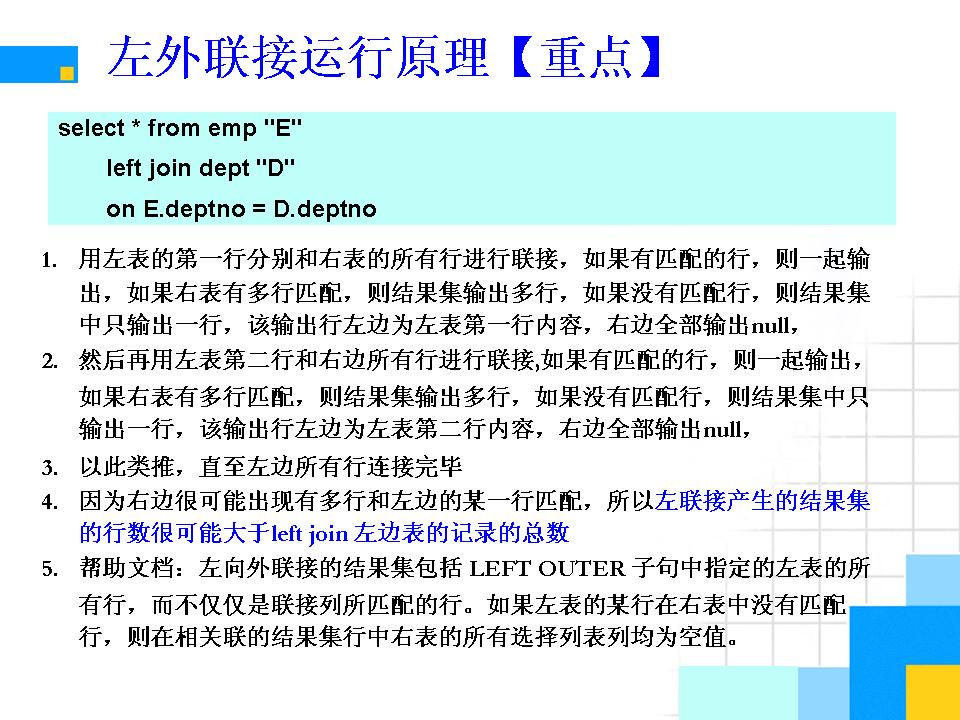 左外联接运行原理【重点】
select * from emp "E"
left join dept "D"
on E.deptno = D.deptno
1. 用左表的第一行分别和右表的所有行进行联接，如果有匹配的行，则一起输
出，如果右表有多行匹配，则结果集输出多行，如果没有匹配行，则结果集
中只输出一行，该输出行左边为左表第一行内容，右边全部输出null，
2. 然后再用左表第二行和右边所有行进行联接,如果有匹配的行，则一起输出，
如果右表有多行匹配，则结果集输出多行，如果没有匹配行，则结果集中只
输出一行，该输出行左边为左表第二行内容，右边全部输出null，
3. 以此类推，直至左边所有行连接完毕
4. 因为右边很可能出现有多行和左边的某一行匹配，所以左联接产生的结果集
的行数很可能大于left join 左边表的记录的总数
5. 帮助文档：左向外联接的结果集包括 LEFT OUTER 子句中指定的左表的所
有行，而不仅仅是联接列所匹配的行。如果左表的某行在右表中没有匹配
行，则在相关联的结果集行中右表的所有选择列表列均为空值。